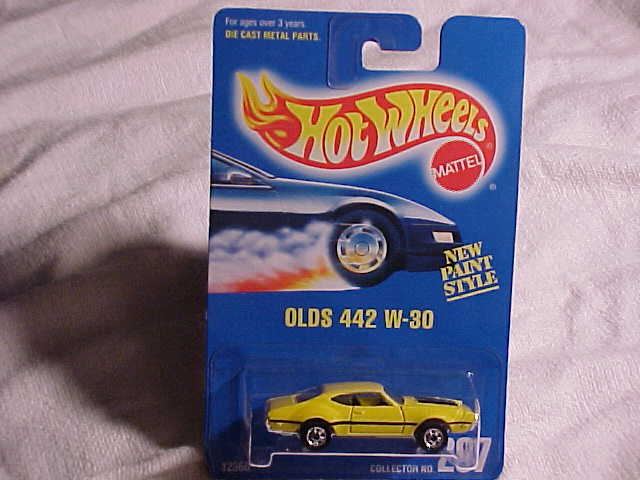 For ages over 3 years.
DIE CAST METAL PARTS.
HOT WHEELS
MATTEL
NEW
PAINT
STYLE
OLDS 442 W-30
COLLECTOR NO. 267